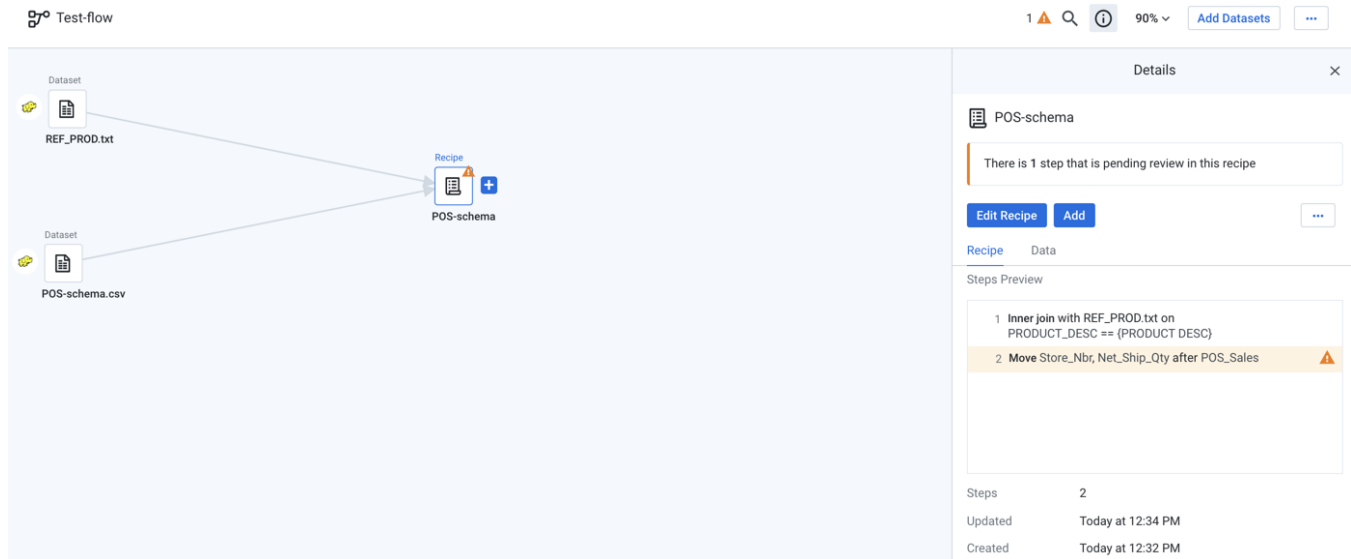 Test-flow
1
90%
Add Datasets
...
Dataset
REF_PROD.txt
Recipe
POS-schema
Dataset
POS-schema.csv
Details
POS-schema
There is 1 step that is pending review in this recipe
Edit Recipe
Add
...
Recipe
Data
Steps Preview
1 Inner join with REF_PROD.txt on
PRODUCT_DESC == {PRODUCT DESC}
2 Move Store_Nbr, Net_Ship_Qty after POS_Sales
Steps 2
Updated Today at 12:34 PM
Created Today at 12:32 PM